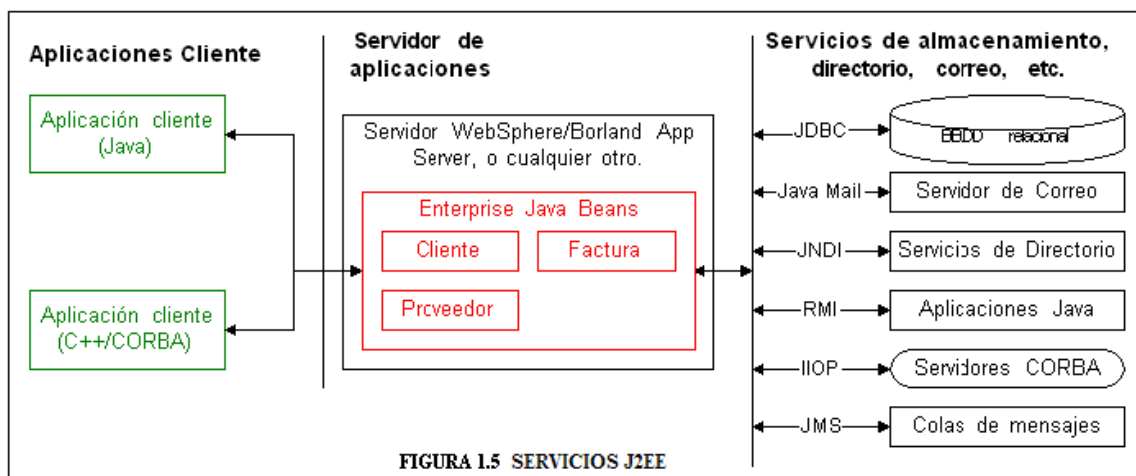 Aplicaciones Cliente
Aplicación cliente
(Java)
Aplicación cliente
(C++/CORBA)
Servidor de
aplicaciones
Servidor WebSphere/Borland App
Server, o cualquier otro.
Enterprise Java Beans
Cliente
Factura
Proveedor
Servicios de almacenamiento,
directorio, correo, etc.
JDBC
BBDD relacional
Java Mail
Servidor de Correo
JNDI
Servicios de Directorio
RMI
Aplicaciones Java
IIOP
Servidores CORBA
JMS
Colas de mensajes
FIGURA 1.5 SERVICIOS J2EE